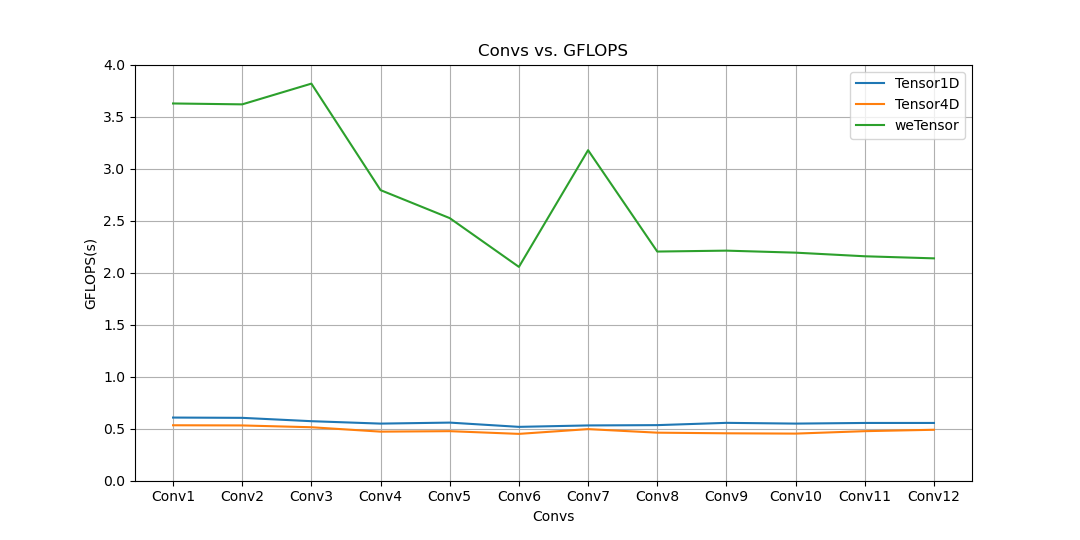 Convs vs. GFLOPS
4.0
3.5
3.0
2.5
2.0
1.5
1.0
0.5
0.0
GFLOPS(s)
Tensor1D
Tensor4D
weTensor
Conv1 Conv2 Conv3 Conv4 Conv5 Conv6 Conv7 Conv8 Conv9 Conv10 Conv11 Conv12
Convs